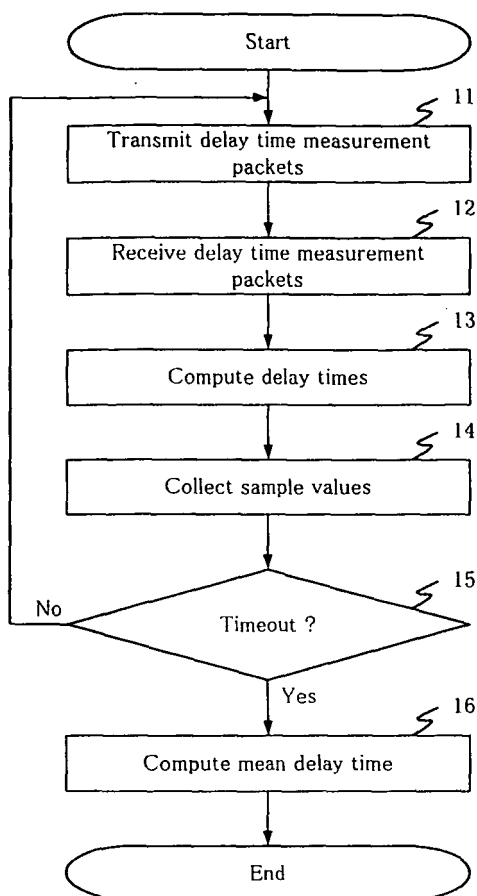 Start
11
Transmit delay time measurement
packets
12
Receive delay time measurement
packets
13
Compute delay times
14
Collect sample values
15
No
Timeout ?
Yes
16
Compute mean delay time
End